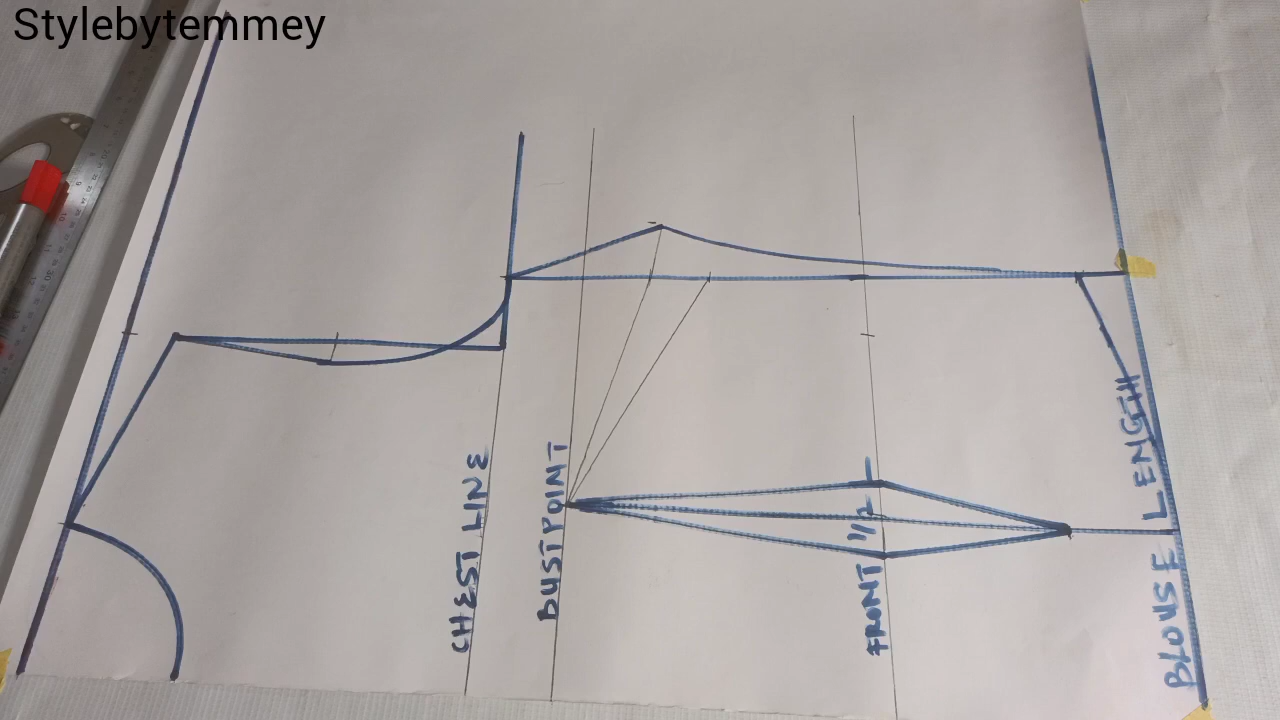 Stylebytemmey
CHEST LINE
BUSTPOINT
FRONT 1/2 L
BLOUSE LENGTH